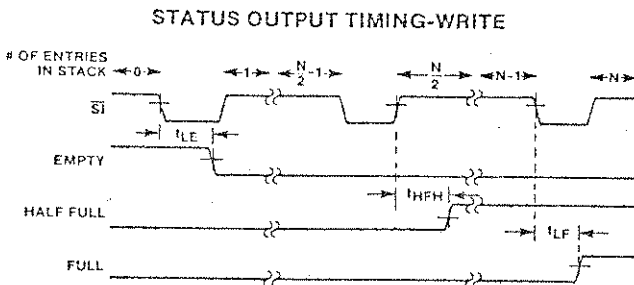 STATUS OUTPUT TIMING-WRITE
# OF ENTRIES
IN STACK
0 1 N/2-1 N/2 N-1 N
SI
tLE
EMPTY
tHFH
HALF FULL
tLF
FULL